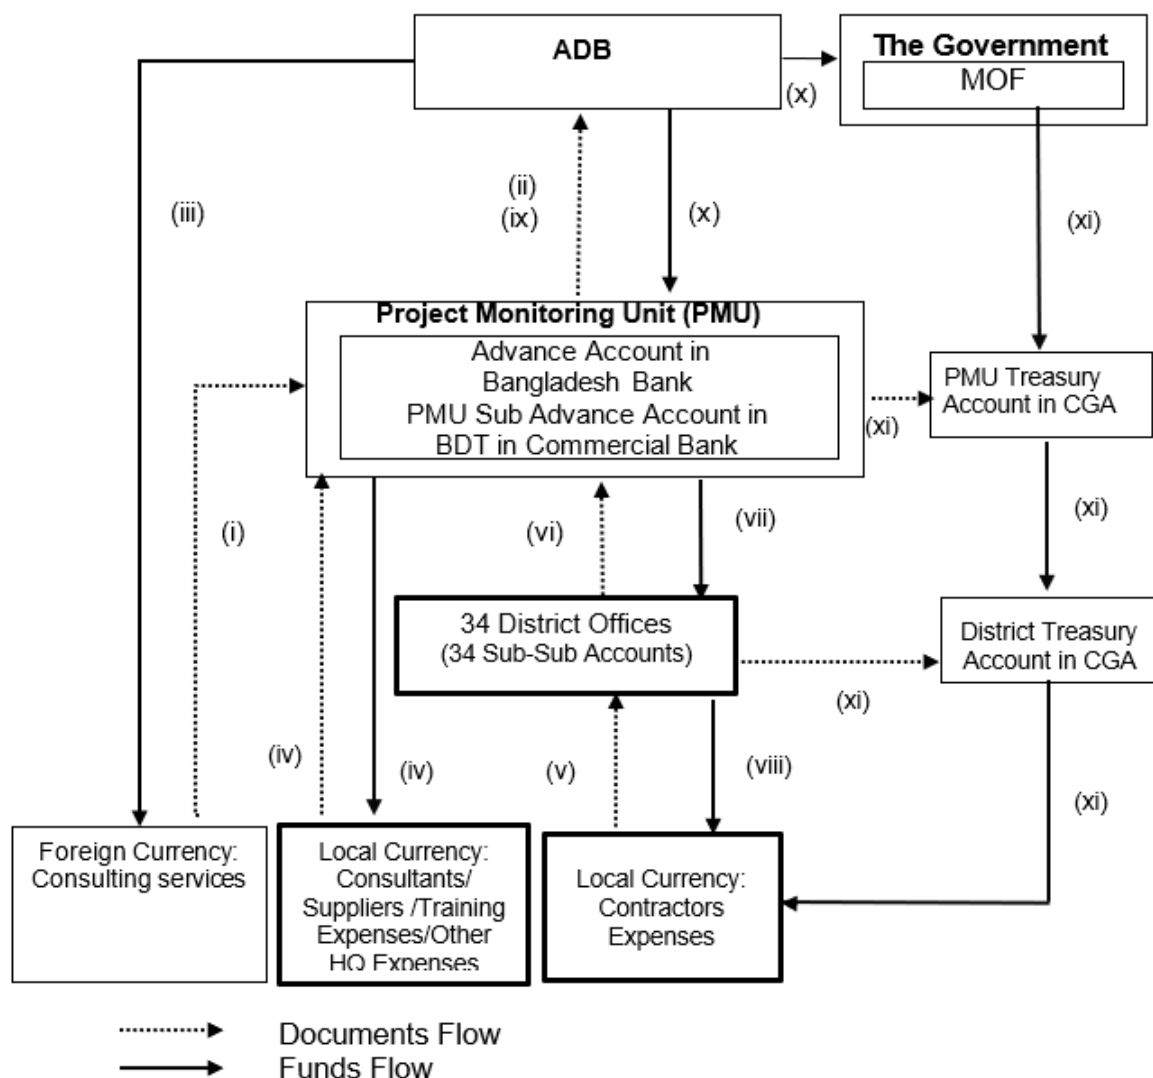 ADB
The Government
MOF
(x)
(ii)
(ix)
(iii)
(x)
(xi)
Project Monitoring Unit (PMU)
Advance Account in
Bangladesh Bank
PMU Sub Advance Account in
BDT in Commercial Bank
PMU Treasury
Account in CGA
(xi)
(i)
(vi)
(vii)
(xi)
34 District Offices
(34 Sub-Sub Accounts)
District Treasury
Account in CGA
(xi)
(iv)
(iv)
(v)
(viii)
(xi)
Foreign Currency:
Consulting services
Local Currency:
Consultants/
Suppliers /Training
Expenses/Other
HO Expenses
Local Currency:
Contractors
Expenses
Documents Flow
Funds Flow